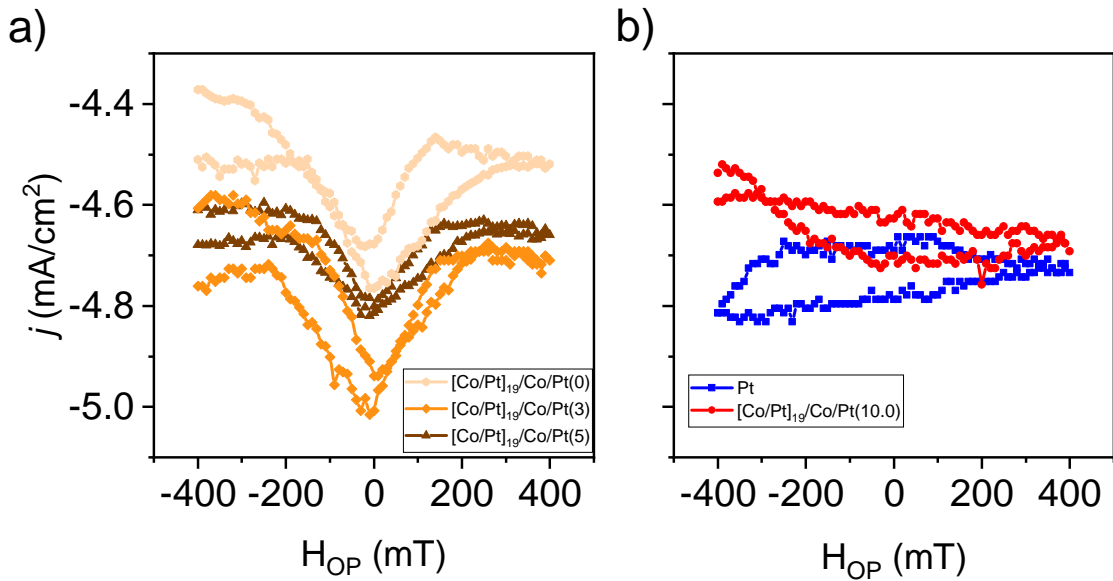 a)
b)
j (mA/cm²)
-4.4
-4.6
-4.8
-5.0
[Co/Pt]₁₉/Co/Pt(0)
[Co/Pt]₁₉/Co/Pt(3)
[Co/Pt]₁₉/Co/Pt(5)
-400 -200 0 200 400
H_OP (mT)
Pt
[Co/Pt]₁₉/Co/Pt(10.0)
-400 -200 0 200 400
H_OP (mT)